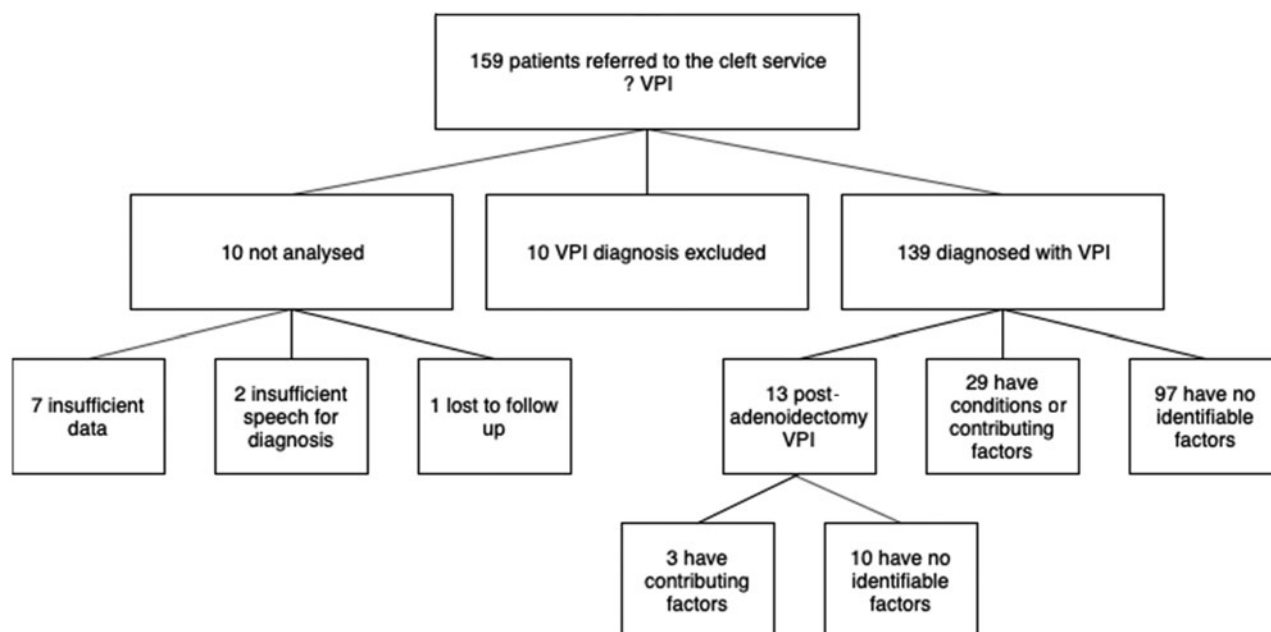 159 patients referred to the cleft service
? VPI
10 not analysed
10 VPI diagnosis excluded
139 diagnosed with VPI
7 insufficient
data
2 insufficient
speech for
diagnosis
1 lost to follow
up
13 post-
adenoidectomy
VPI
29 have
conditions or
contributing
factors
97 have no
identifiable
factors
3 have
contributing
factors
10 have no
identifiable
factors